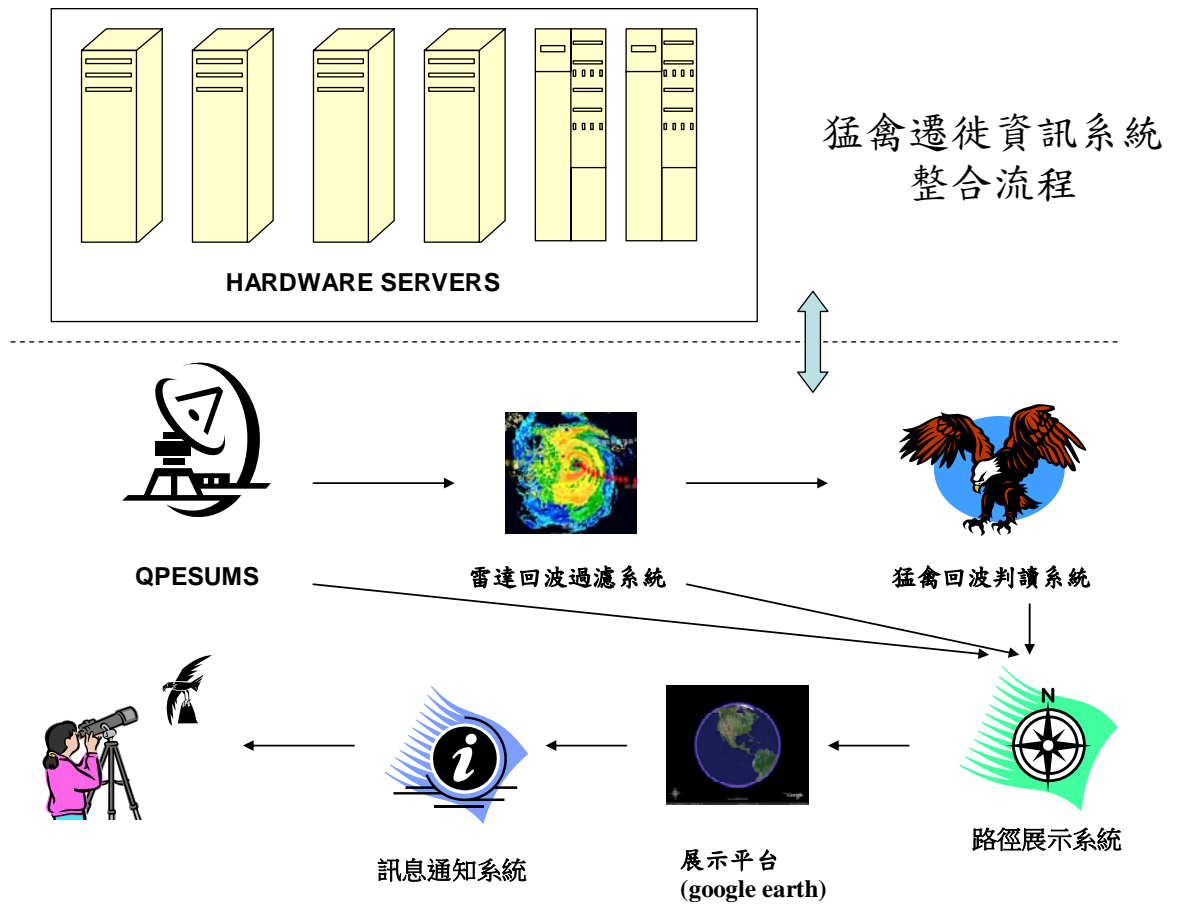 猛禽遷徙資訊系統
整合流程
HARDWARE SERVERS
QPESUMS
雷達回波過濾系統
猛禽回波判讀系統
N
i
路徑展示系統
展示平台
(google earth)
訊息通知系統